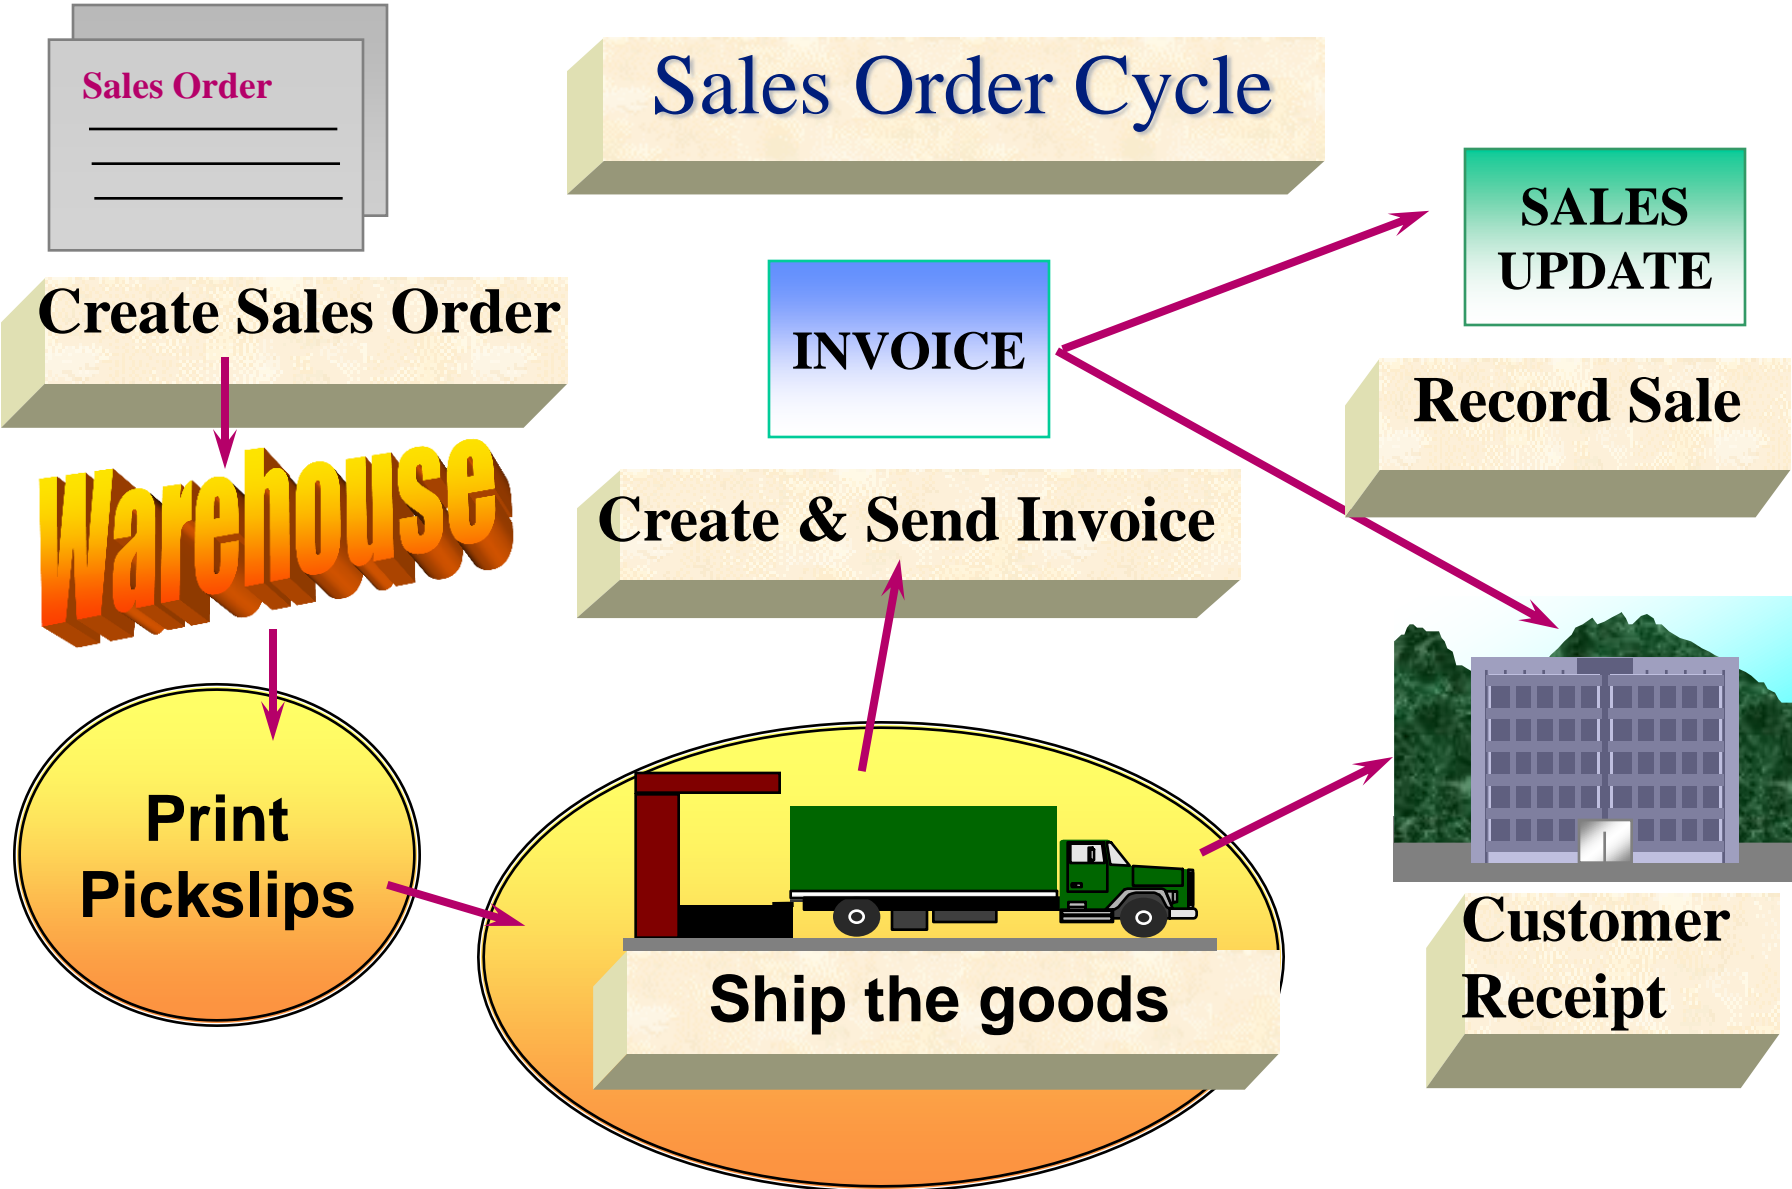 Sales Order
Sales Order Cycle
SALES
UPDATE
Create Sales Order
INVOICE
Record Sale
Warehouse
Create & Send Invoice
Print
Pickslips
Ship the goods
Customer
Receipt